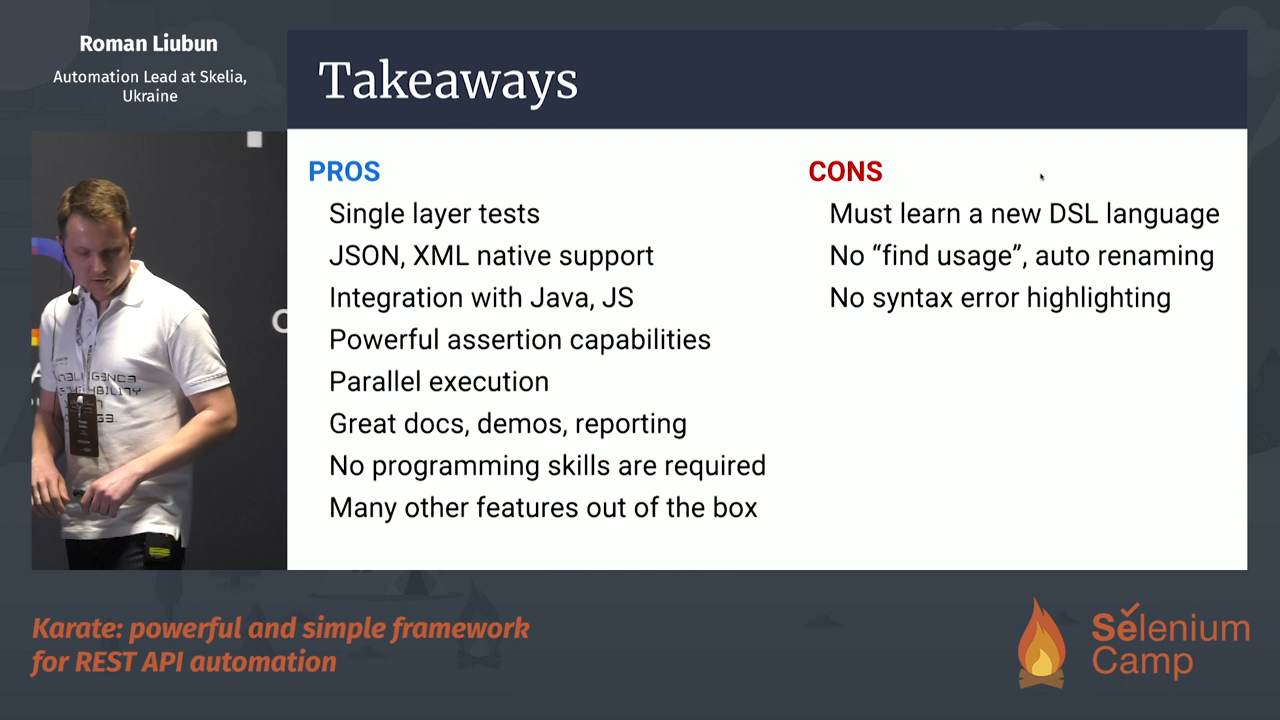 Roman Liubun
Automation Lead at Skelia,
Ukraine
Takeaways
PROS
Single layer tests
JSON, XML native support
Integration with Java, JS
Powerful assertion capabilities
Parallel execution
Great docs, demos, reporting
No programming skills are required
Many other features out of the box
CONS
Must learn a new DSL language
No “find usage”, auto renaming
No syntax error highlighting
Karate: powerful and simple framework
for REST API automation
Selenium
Camp